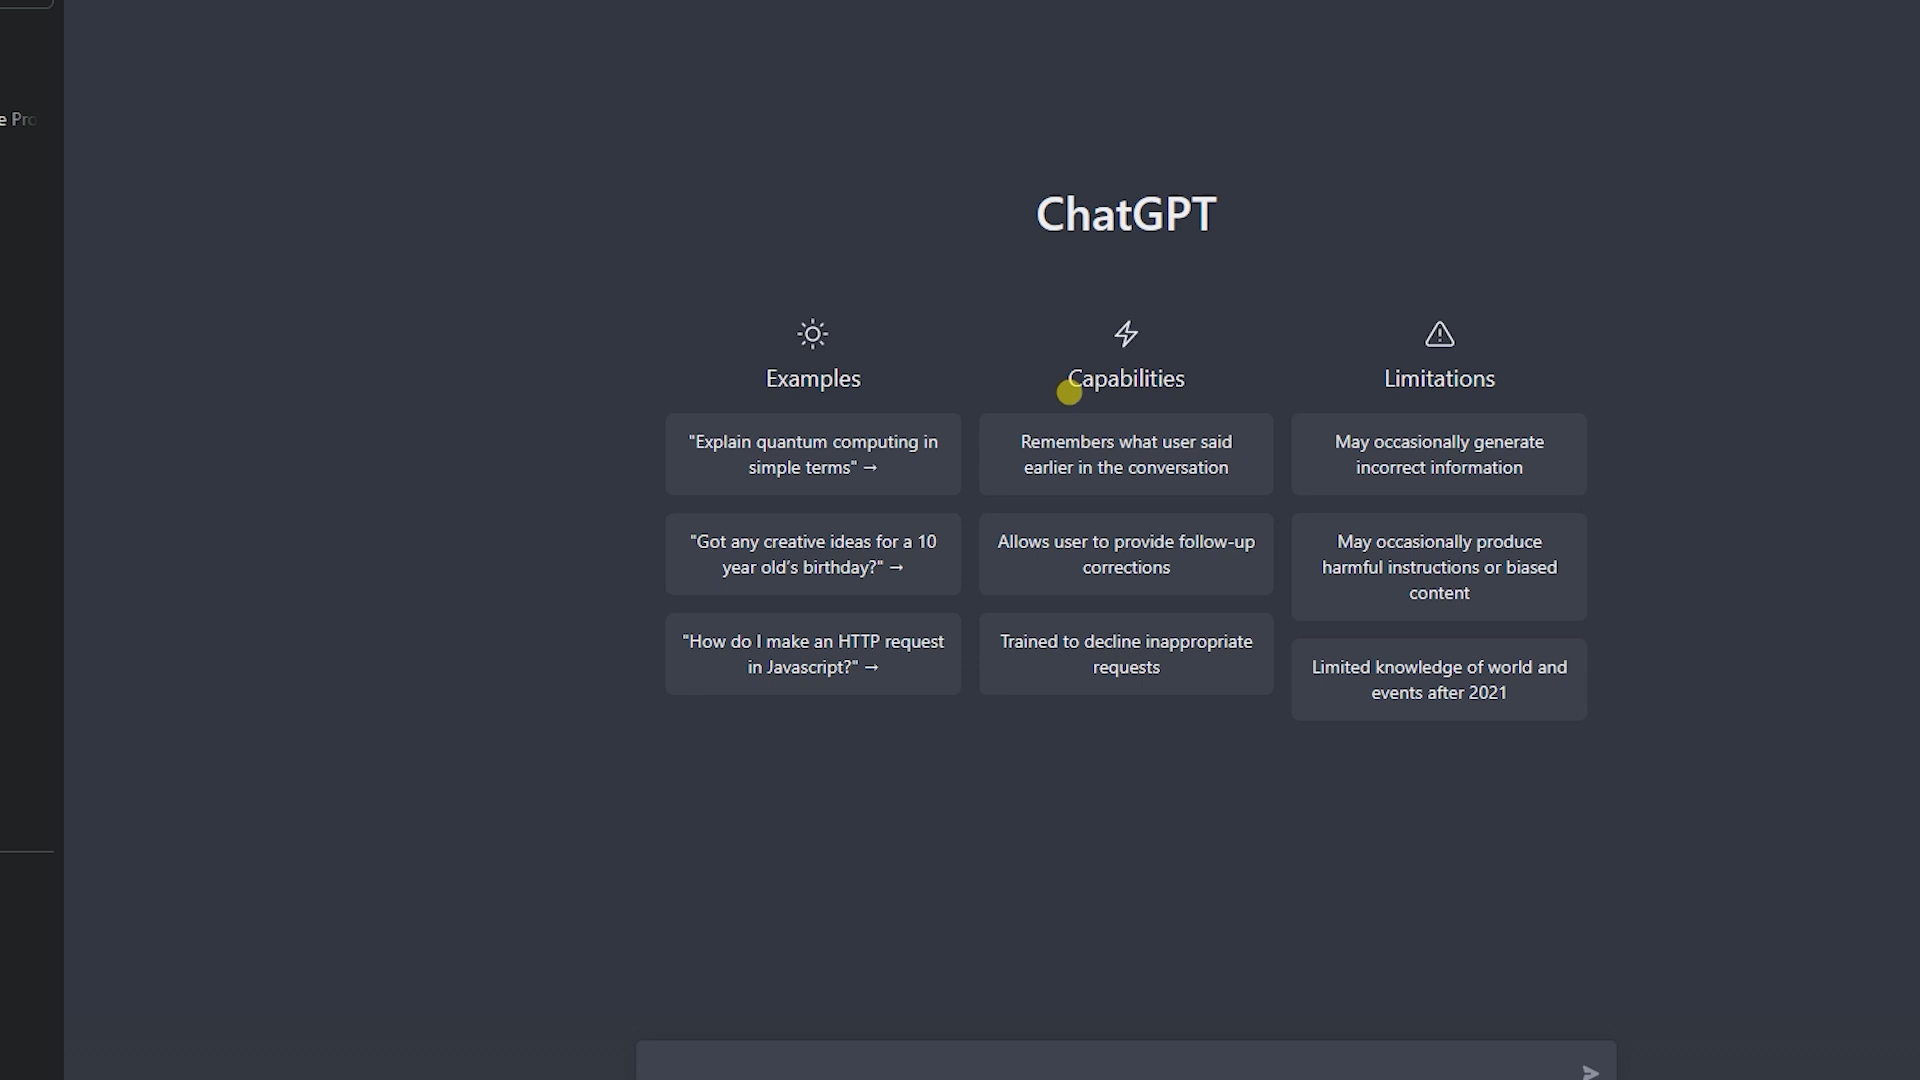 e Pro
ChatGPT
Examples
"Explain quantum computing in
simple terms" →
"Got any creative ideas for a 10
year old's birthday?" →
"How do I make an HTTP request
in Javascript?" →
Capabilities
Remembers what user said
earlier in the conversation
Allows user to provide follow-up
corrections
Trained to decline inappropriate
requests
Limitations
May occasionally generate
incorrect information
May occasionally produce
harmful instructions or biased
content
Limited knowledge of world and
events after 2021